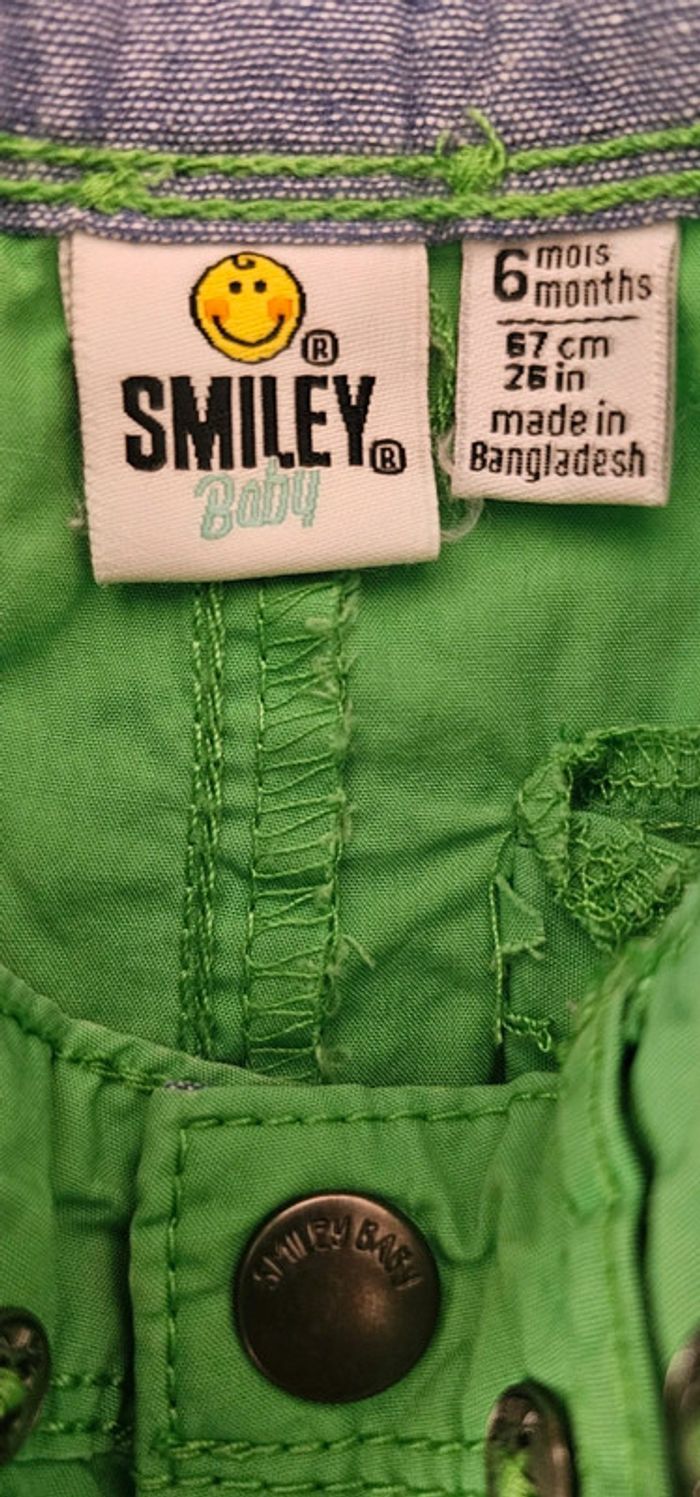 ®
SMILEY®
Baby
6 mois
months
67 cm
26 in
made in
Bangladesh
SMILEY BABY